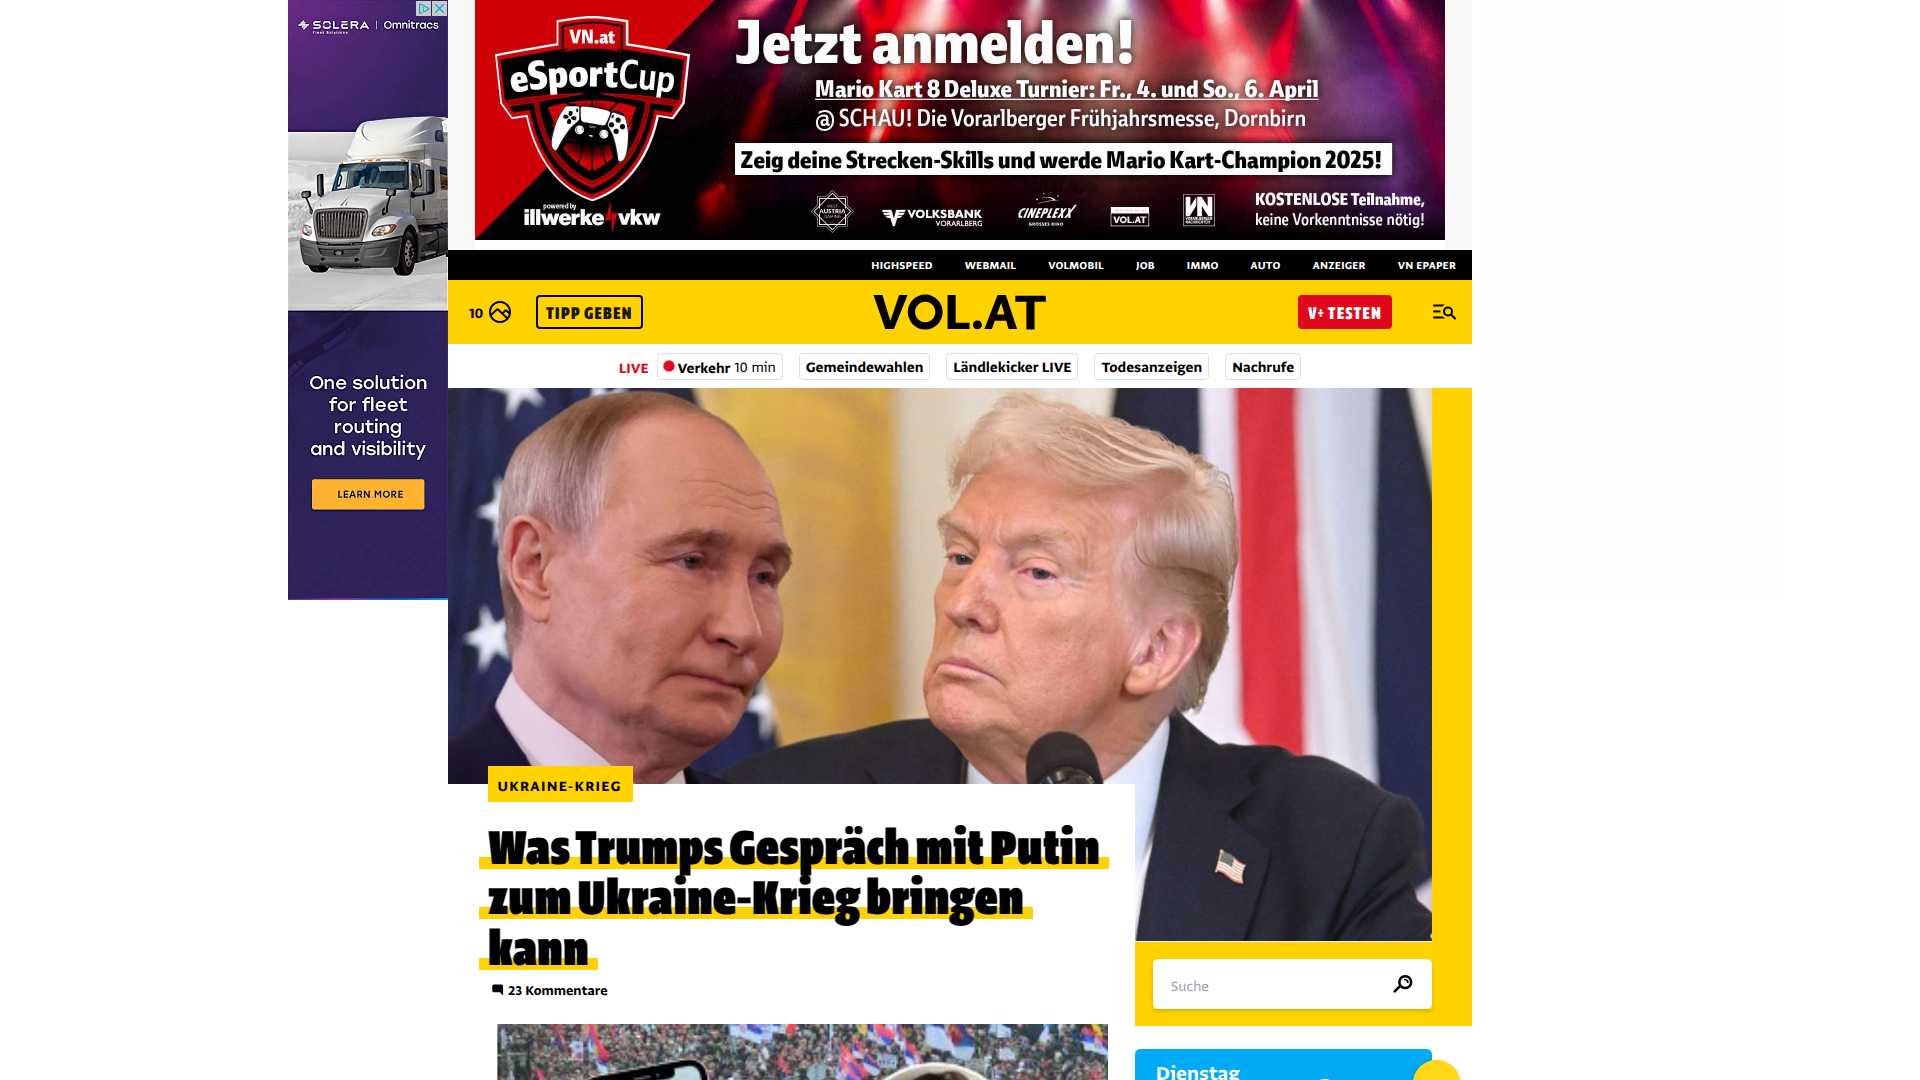 SOLERA | Omnitracs
Fleet Solutions
One solution
for fleet
routing
and visibility
LEARN MORE
VN.at
eSportCup
powered by
illwerke vkw
Jetzt anmelden!
Mario Kart 8 Deluxe Turnier: Fr., 4. und So., 6. April
@ SCHAU! Die Vorarlberger Frühjahrsmesse, Dornbirn
Zeig deine Strecken-Skills und werde Mario Kart-Champion 2025!
AUSTRIA
VOLKSBANK
VORARLBERG
CINEPLEXX
VOL.AT
VN
KOSTENLOSE Teilnahme,
keine Vorkenntnisse nötig!
HIGHSPEED WEBMAIL VOLMOBIL JOB IMMO AUTO ANZEIGER VN EPAPER
10 TIPP GEBEN VOL.AT V+ TESTEN
LIVE Verkehr 10 min Gemeindewahlen Ländlekicker LIVE Todesanzeigen Nachrufe
UKRAINE-KRIEG
Was Trumps Gespräch mit Putin
zum Ukraine-Krieg bringen
kann
23 Kommentare
Suche
Dienstag